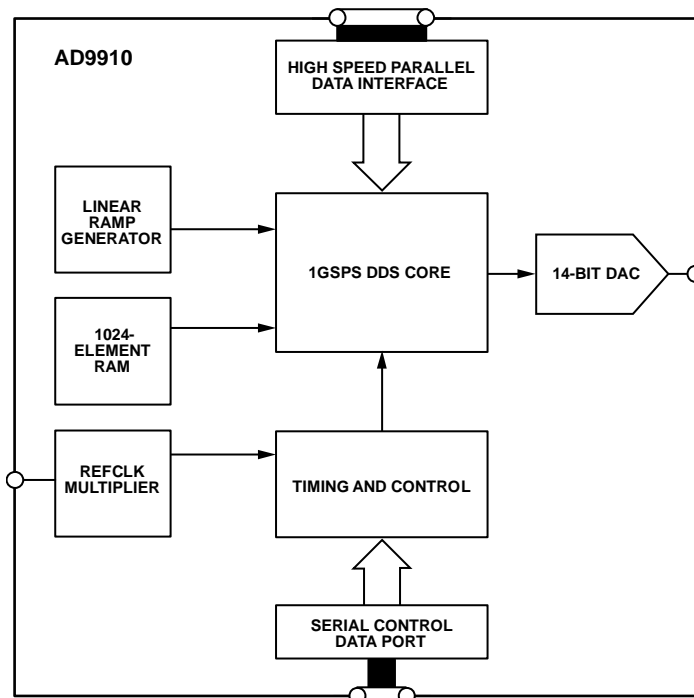 AD9910
HIGH SPEED PARALLEL
DATA INTERFACE
LINEAR
RAMP
GENERATOR
1GSPS DDS CORE
14-BIT DAC
1024-
ELEMENT
RAM
REFCLK
MULTIPLIER
TIMING AND CONTROL
SERIAL CONTROL
DATA PORT